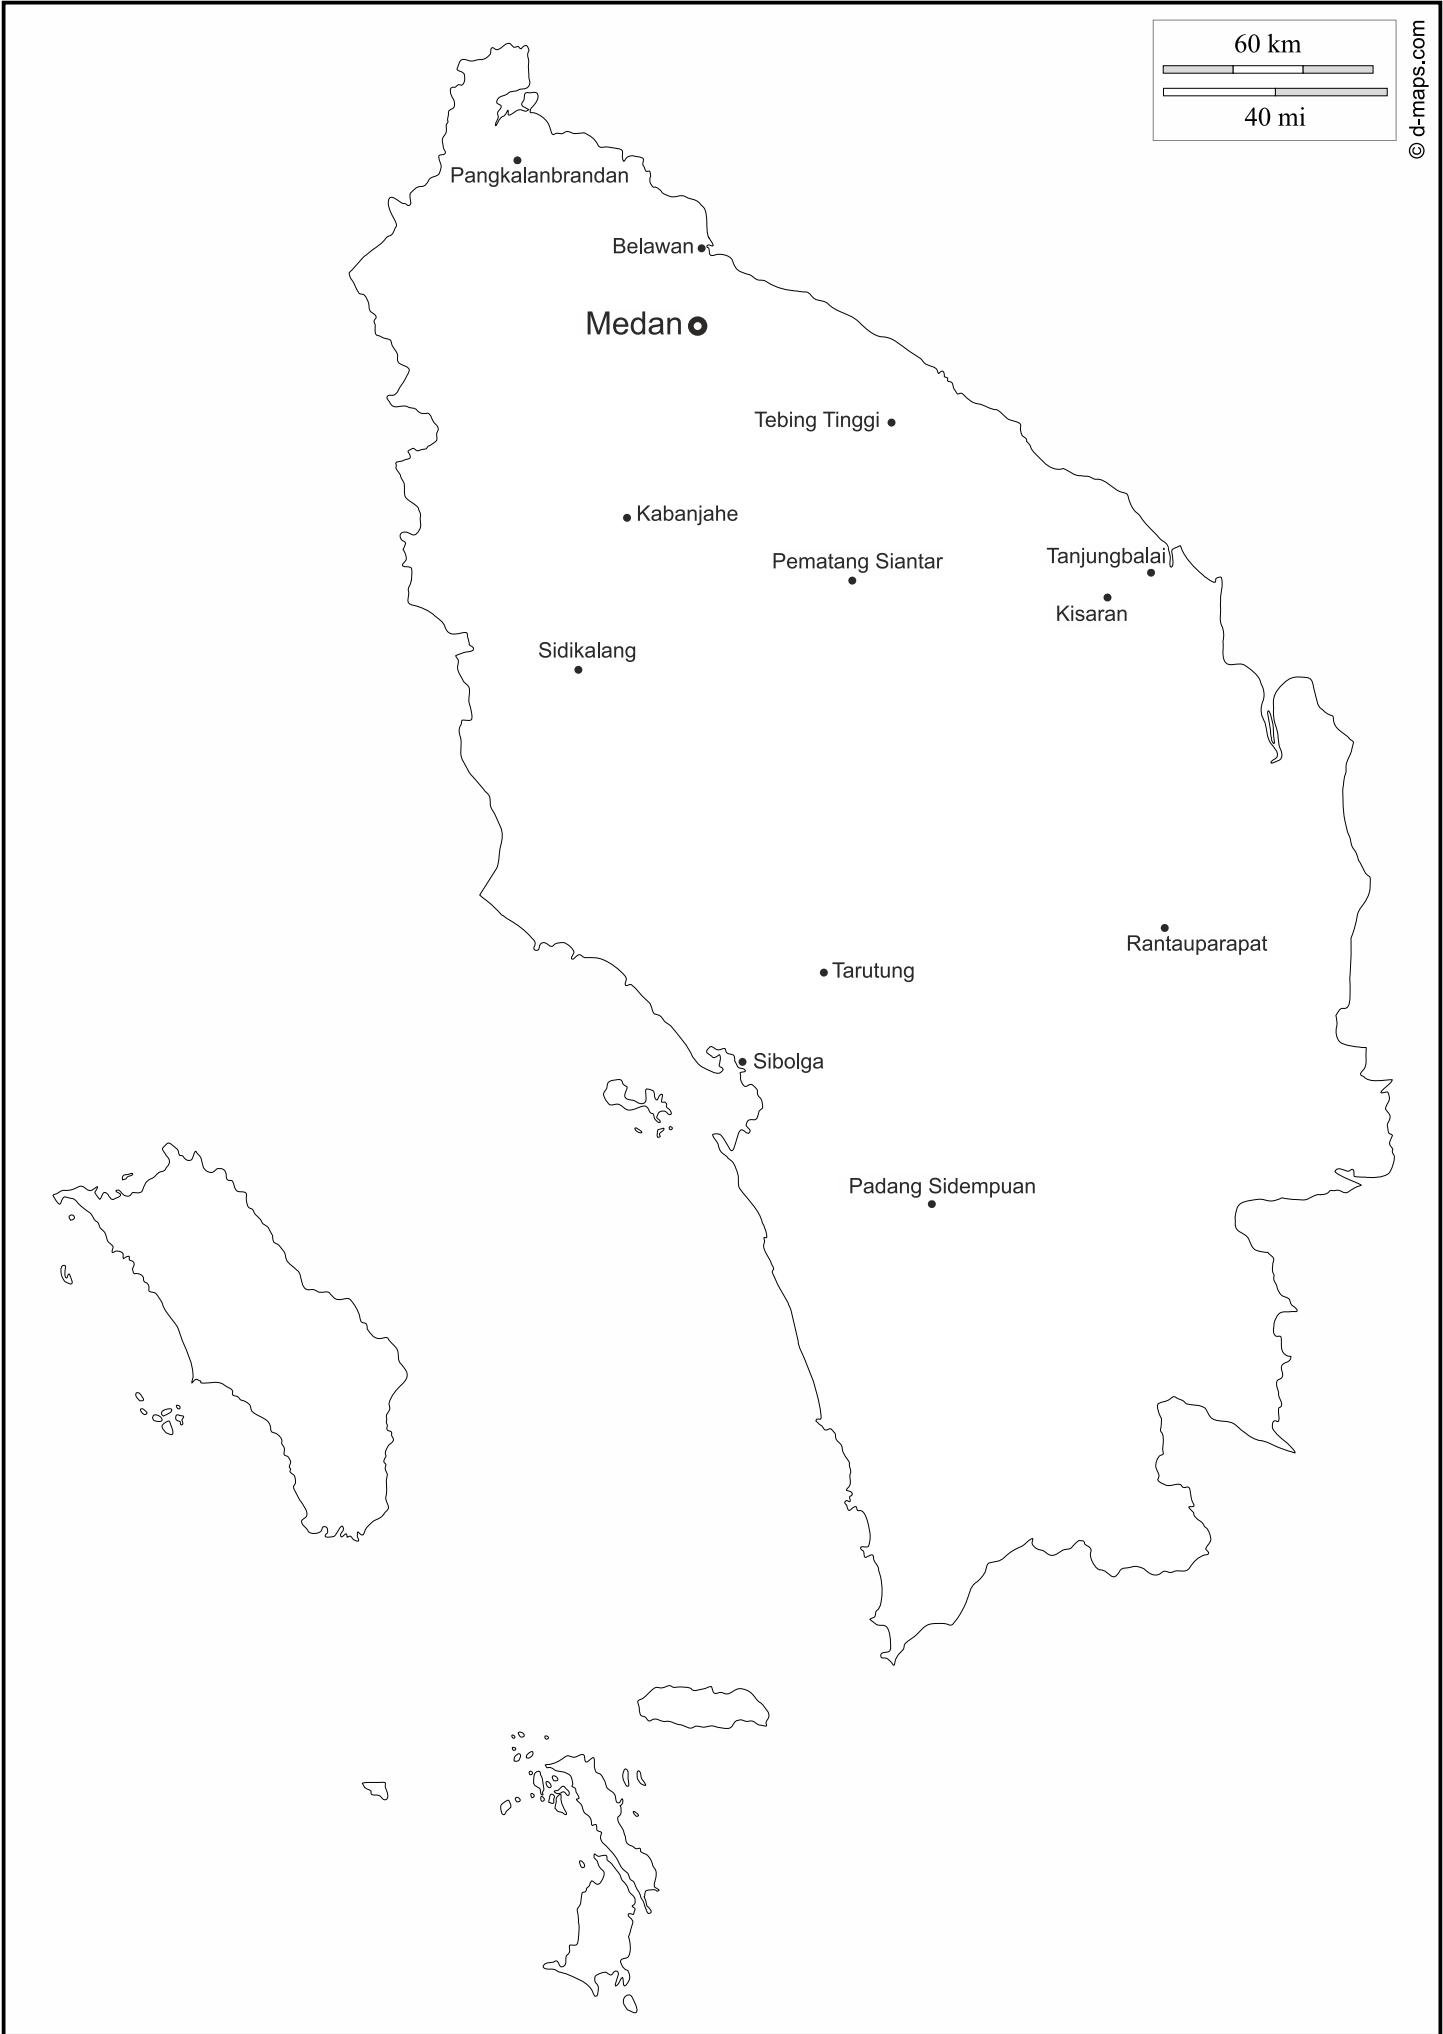 60 km
40 mi
© d-maps.com
Pangkalanbrandan
Belawan
Medan
Tebing Tinggi
Kabanjahe
Pematang Siantar
Tanjungbalai
Kisaran
Sidikalang
Rantauparapat
Tarutung
Sibolga
Padang Sidempuan